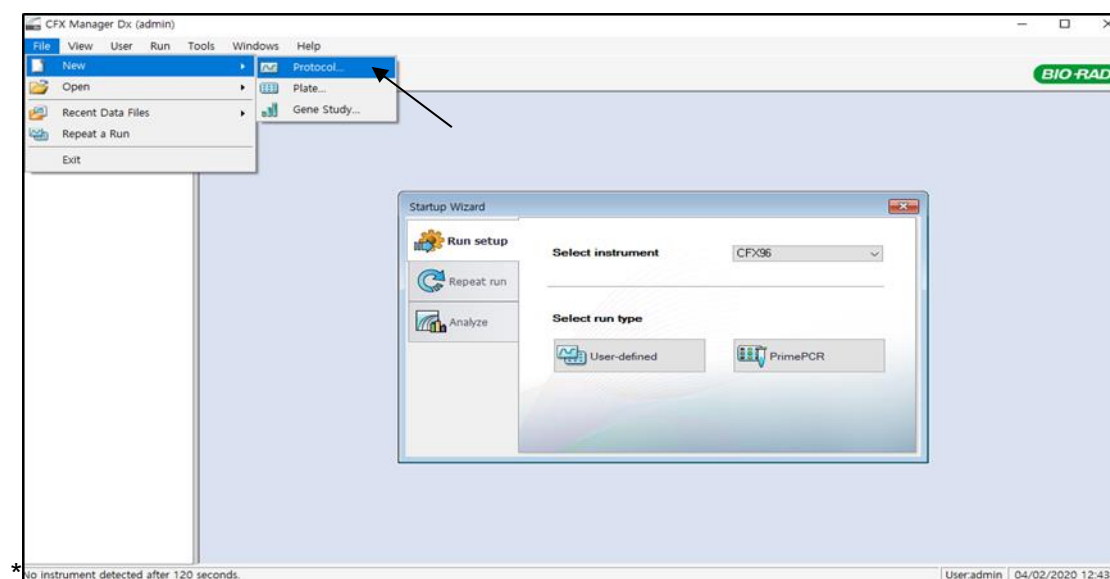 CFX Manager Dx (admin)
File View User Run Tools Windows Help
New
Open
Recent Data Files
Repeat a Run
Exit
Protocol...
Plate...
Gene Study...
BIO-RAD
Startup Wizard
Run setup
Repeat run
Analyze
Select instrument CFX96
Select run type
User-defined PrimePCR
*No instrument detected after 120 seconds. User:admin 04/02/2020 12:43